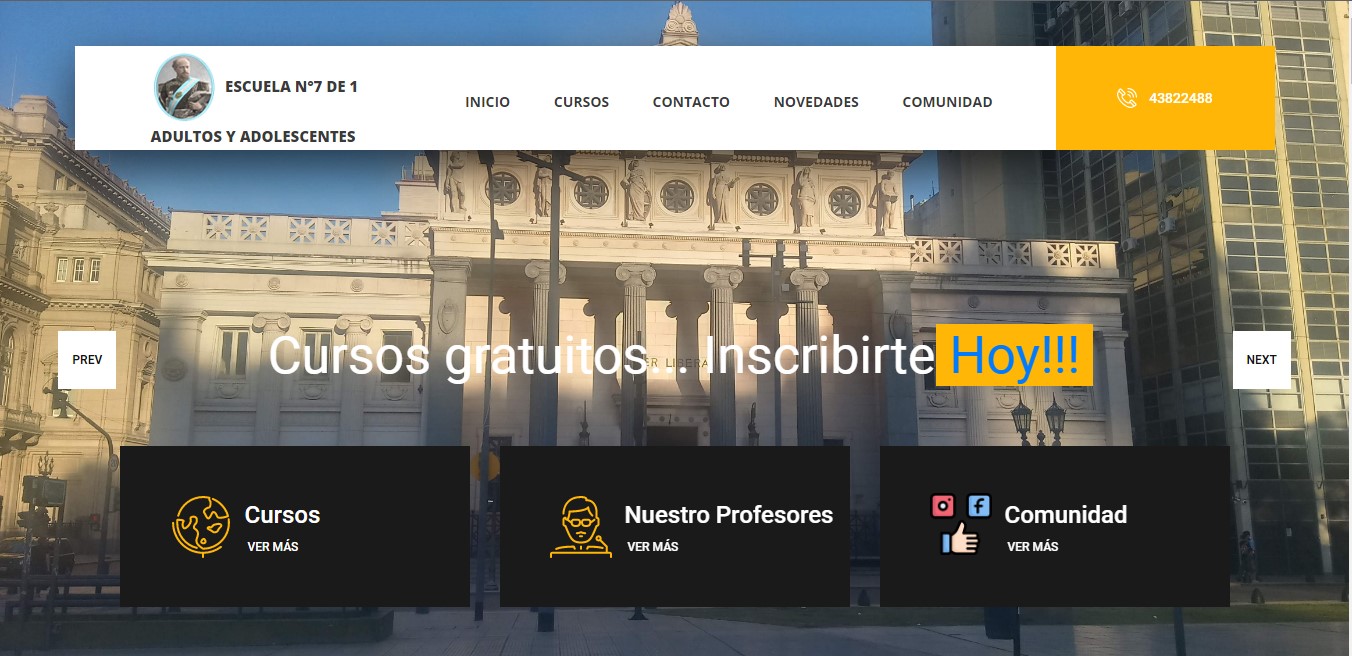 ESCUELA N°7 DE 1
ADULTOS Y ADOLESCENTES
INICIO CURSOS CONTACTO NOVEDADES COMUNIDAD
43822488
PREV
Cursos gratuitos... Inscribirte Hoy!!!
NEXT
Cursos
VER MÁS
Nuestro Profesores
VER MÁS
Comunidad
VER MÁS